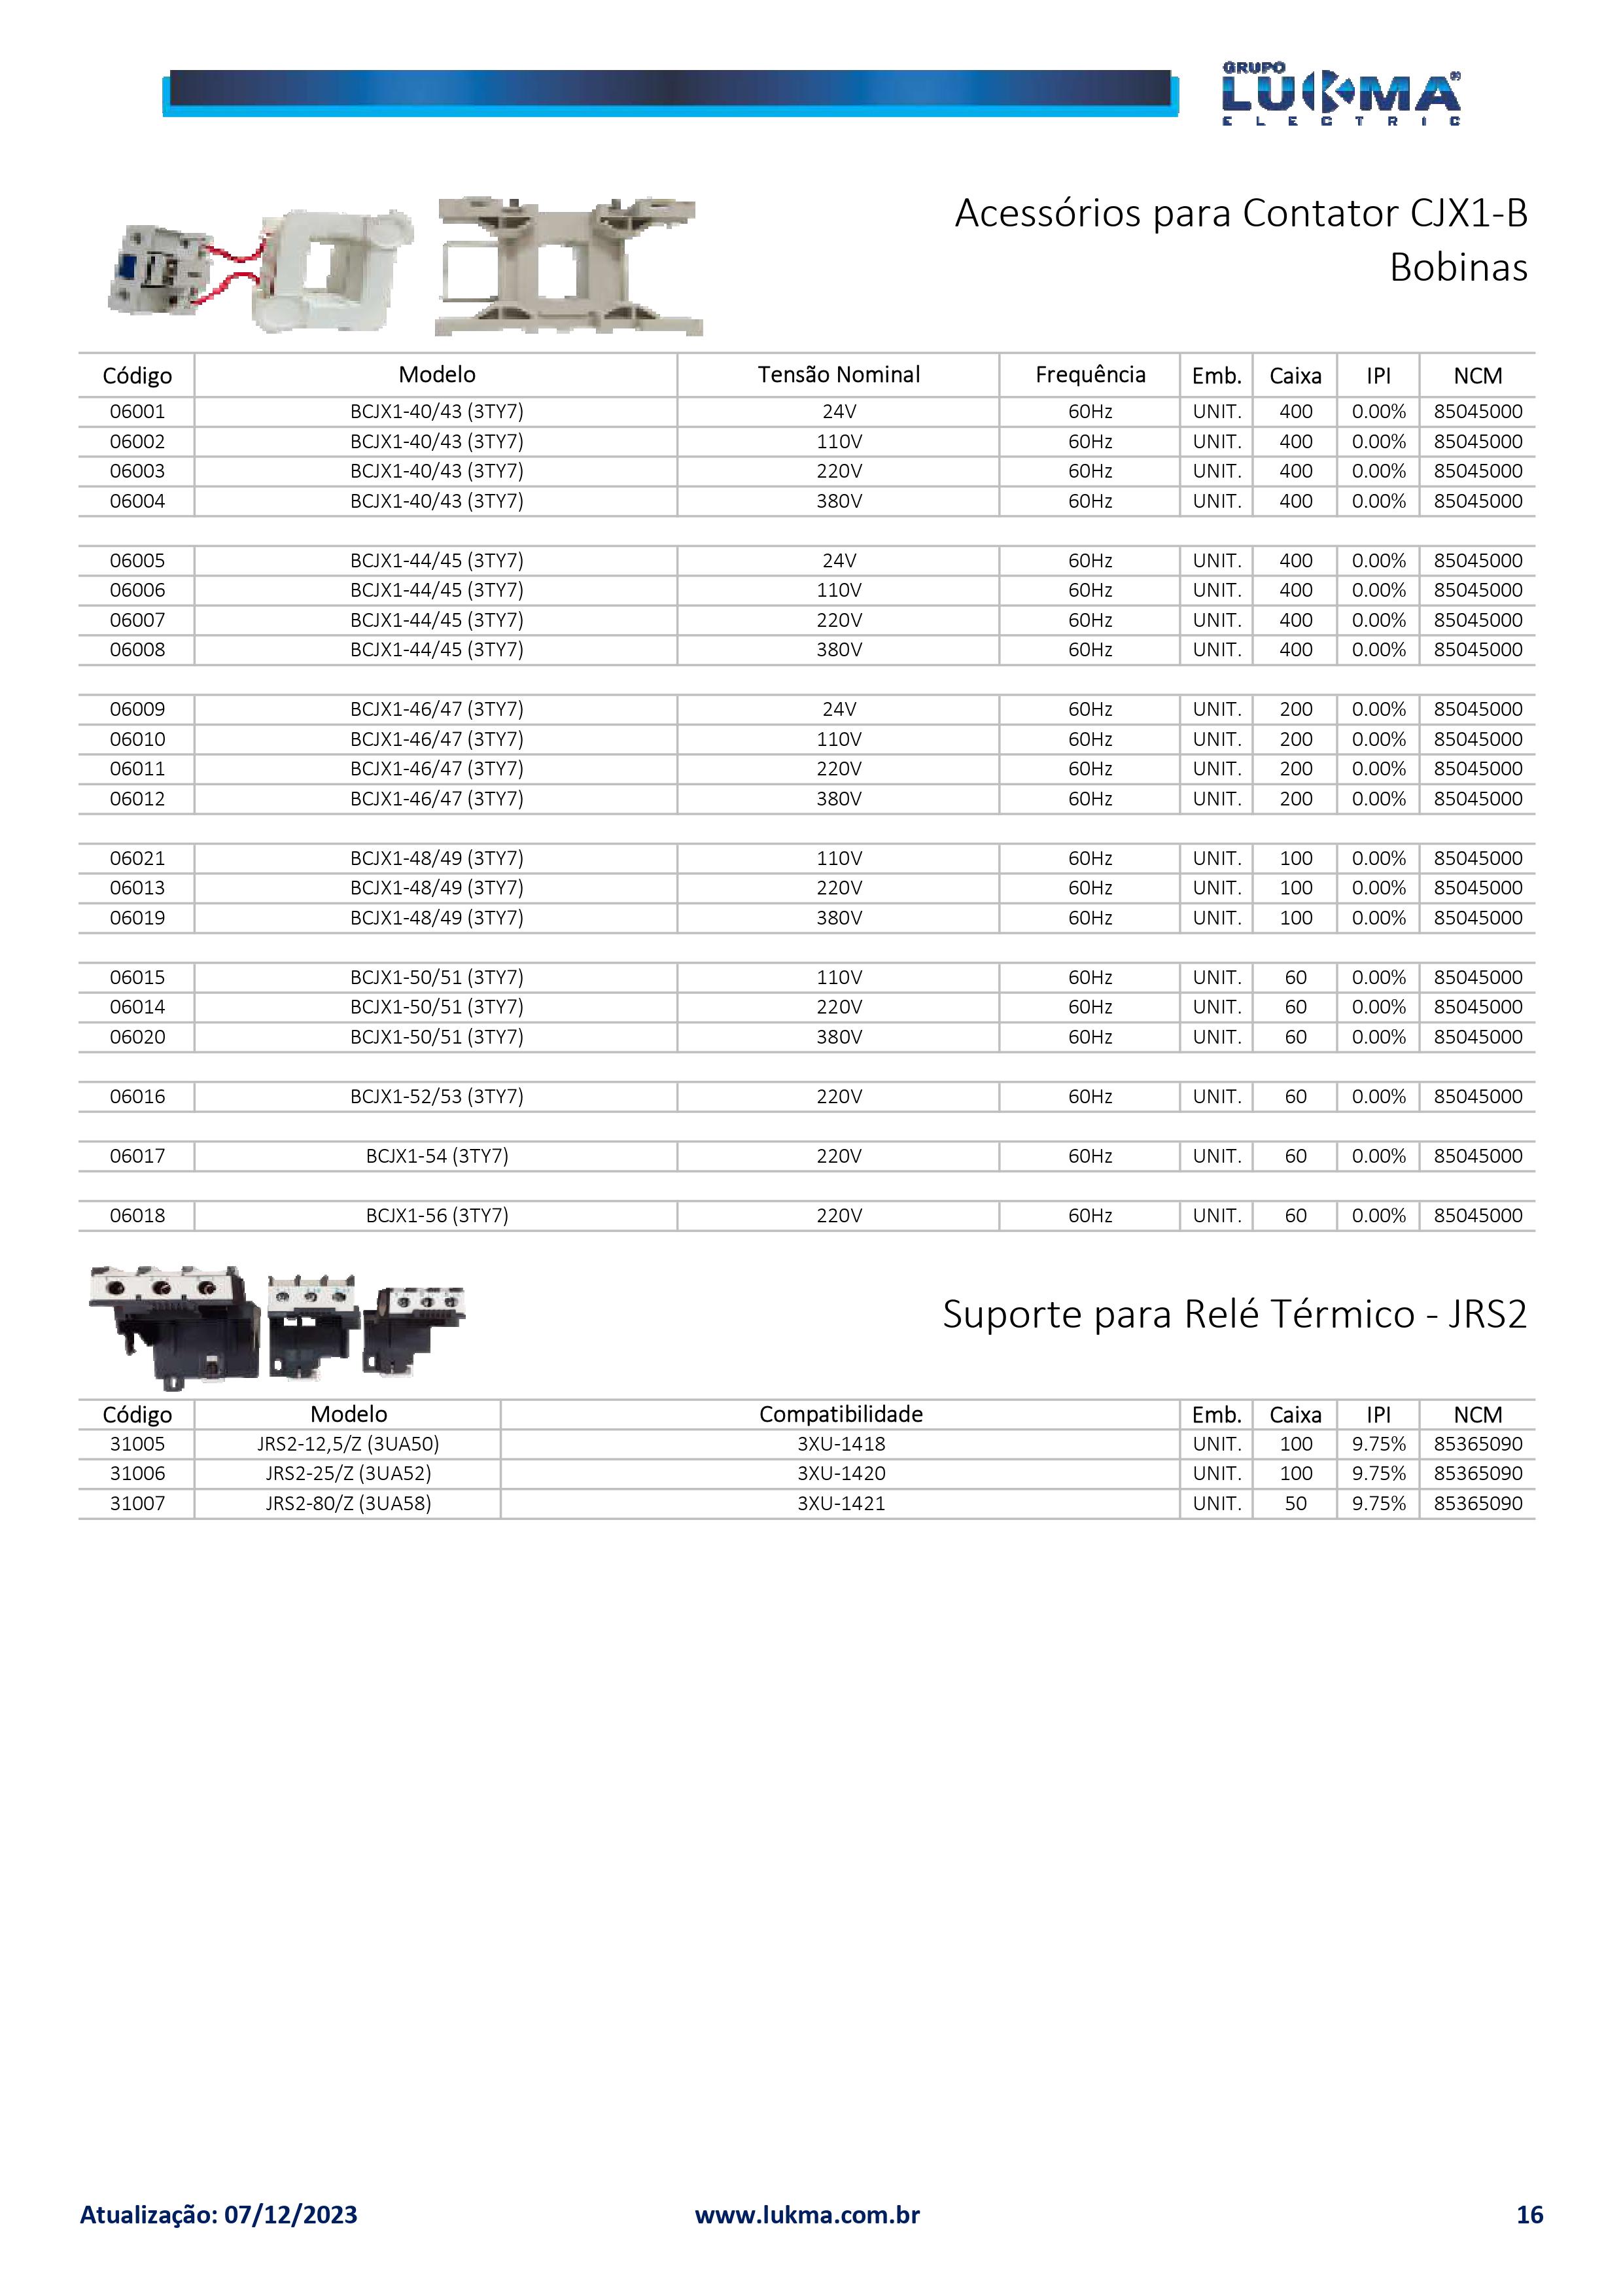 GRUPO
LUKMA®
ELECTRIC
Acessórios para Contator CJX1-B
Bobinas
Código Modelo Tensão Nominal Frequência Emb. Caixa IPI NCM
06001 BCJX1-40/43 (3TY7) 24V 60Hz UNIT. 400 0.00% 85045000
06002 BCJX1-40/43 (3TY7) 110V 60Hz UNIT. 400 0.00% 85045000
06003 BCJX1-40/43 (3TY7) 220V 60Hz UNIT. 400 0.00% 85045000
06004 BCJX1-40/43 (3TY7) 380V 60Hz UNIT. 400 0.00% 85045000
06005 BCJX1-44/45 (3TY7) 24V 60Hz UNIT. 400 0.00% 85045000
06006 BCJX1-44/45 (3TY7) 110V 60Hz UNIT. 400 0.00% 85045000
06007 BCJX1-44/45 (3TY7) 220V 60Hz UNIT. 400 0.00% 85045000
06008 BCJX1-44/45 (3TY7) 380V 60Hz UNIT. 400 0.00% 85045000
06009 BCJX1-46/47 (3TY7) 24V 60Hz UNIT. 200 0.00% 85045000
06010 BCJX1-46/47 (3TY7) 110V 60Hz UNIT. 200 0.00% 85045000
06011 BCJX1-46/47 (3TY7) 220V 60Hz UNIT. 200 0.00% 85045000
06012 BCJX1-46/47 (3TY7) 380V 60Hz UNIT. 200 0.00% 85045000
06021 BCJX1-48/49 (3TY7) 110V 60Hz UNIT. 100 0.00% 85045000
06013 BCJX1-48/49 (3TY7) 220V 60Hz UNIT. 100 0.00% 85045000
06019 BCJX1-48/49 (3TY7) 380V 60Hz UNIT. 100 0.00% 85045000
06015 BCJX1-50/51 (3TY7) 110V 60Hz UNIT. 60 0.00% 85045000
06014 BCJX1-50/51 (3TY7) 220V 60Hz UNIT. 60 0.00% 85045000
06020 BCJX1-50/51 (3TY7) 380V 60Hz UNIT. 60 0.00% 85045000
06016 BCJX1-52/53 (3TY7) 220V 60Hz UNIT. 60 0.00% 85045000
06017 BCJX1-54 (3TY7) 220V 60Hz UNIT. 60 0.00% 85045000
06018 BCJX1-56 (3TY7) 220V 60Hz UNIT. 60 0.00% 85045000
Suporte para Relé Térmico - JRS2
Código Modelo Compatibilidade Emb. Caixa IPI NCM
31005 JRS2-12,5/Z (3UA50) 3XU-1418 UNIT. 100 9.75% 85365090
31006 JRS2-25/Z (3UA52) 3XU-1420 UNIT. 100 9.75% 85365090
31007 JRS2-80/Z (3UA58) 3XU-1421 UNIT. 50 9.75% 85365090
Atualização: 07/12/2023 www.lukma.com.br 16